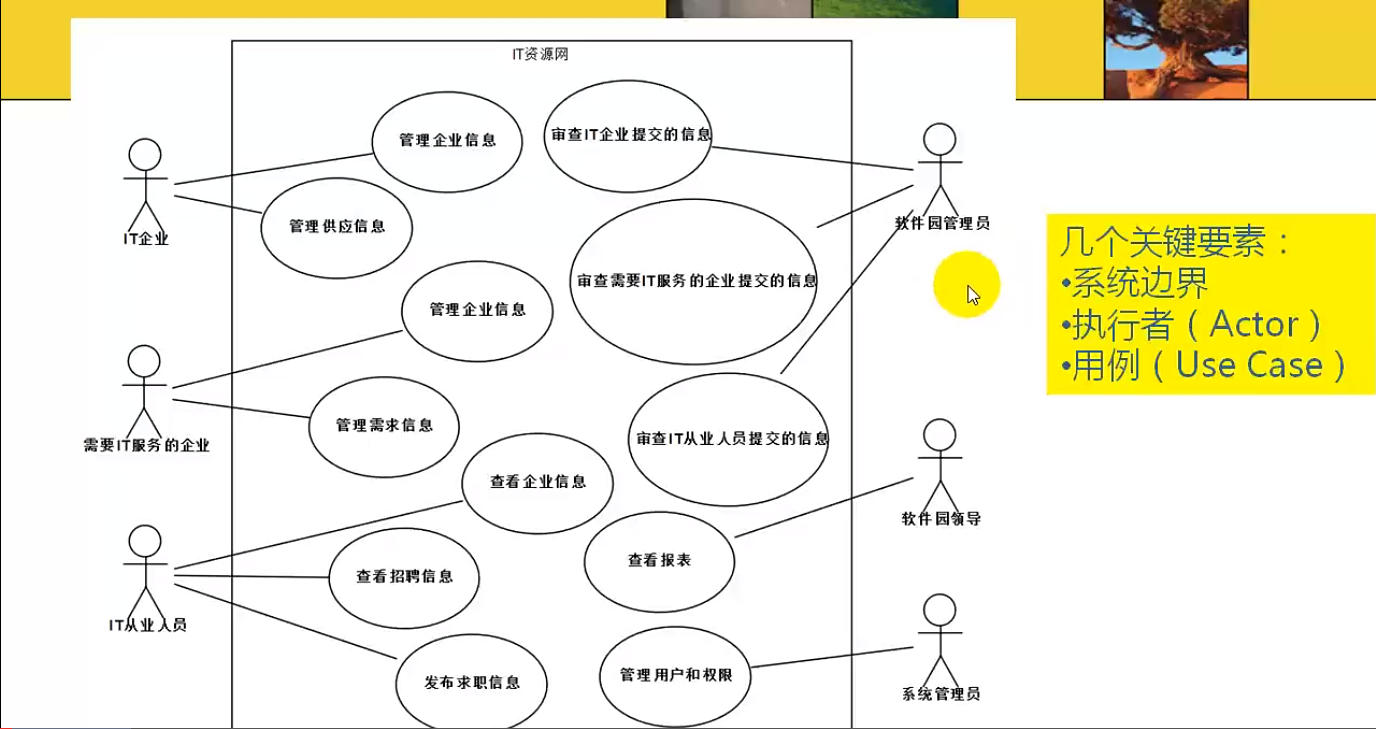 IT资源网
管理企业信息
审查IT企业提交的信息
IT企业
管理供应信息
软件园管理员
审查需要IT服务的企业提交的信息
管理企业信息
需要IT服务的企业
管理需求信息
审查IT从业人员提交的信息
查看企业信息
软件园领导
查看报表
查看招聘信息
IT从业人员
发布求职信息
管理用户和权限
系统管理员
几个关键要素：
•系统边界
•执行者（Actor）
•用例（Use Case）